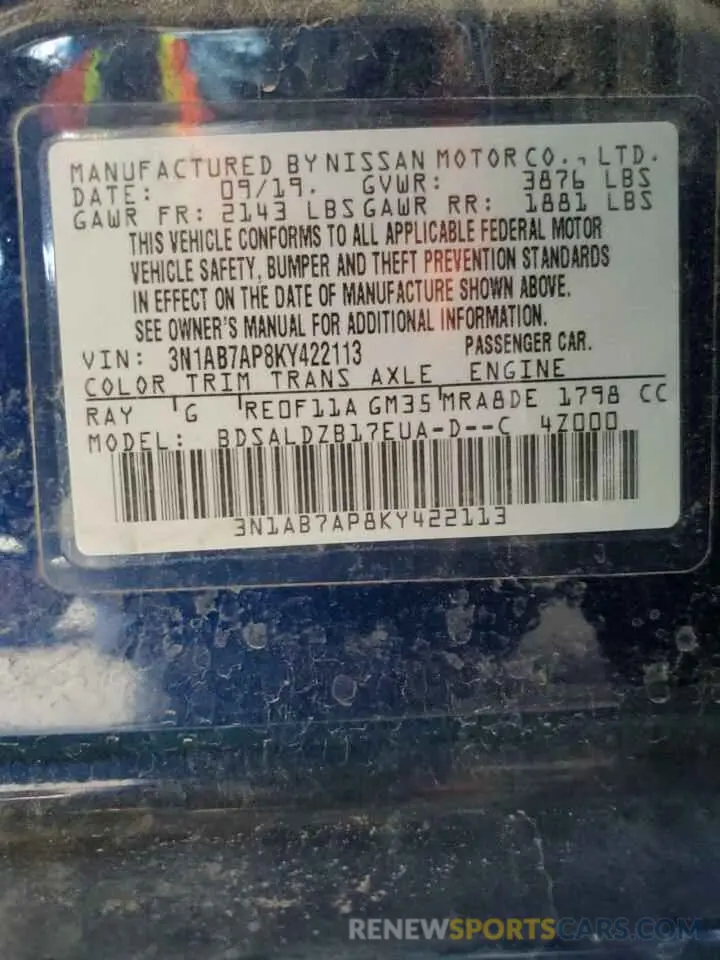 MANUFACTURED BY NISSAN MOTOR CO., LTD.
DATE: 09/19. GVWR: 3876 LBS
GAWR FR: 2143 LBS GAWR RR: 1881 LBS
THIS VEHICLE CONFORMS TO ALL APPLICABLE FEDERAL MOTOR
VEHICLE SAFETY, BUMPER AND THEFT PREVENTION STANDARDS
IN EFFECT ON THE DATE OF MANUFACTURE SHOWN ABOVE.
SEE OWNER'S MANUAL FOR ADDITIONAL INFORMATION.
VIN: 3N1AB7AP8KY422113 PASSENGER CAR.
COLOR TRIM TRANS AXLE ENGINE
RAY G RE0F11A GM35 MRA8DE 1798 CC
MODEL: BDSALDZB17EUA-D--C 4Z000
3N1AB7AP8KY422113
RENEWSPORTSCARS.COM